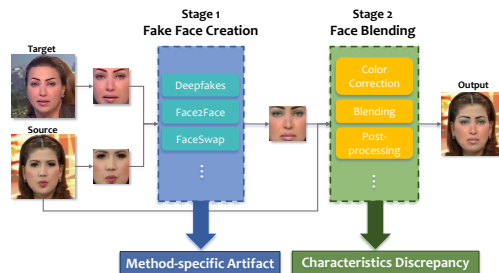 Stage 1
Fake Face Creation
Stage 2
Face Blending
Target
Source
Deepfakes
Face2Face
FaceSwap
⋮
Color
Correction
Blending
Post-
processing
⋮
Output
Method-specific Artifact
Characteristics Discrepancy